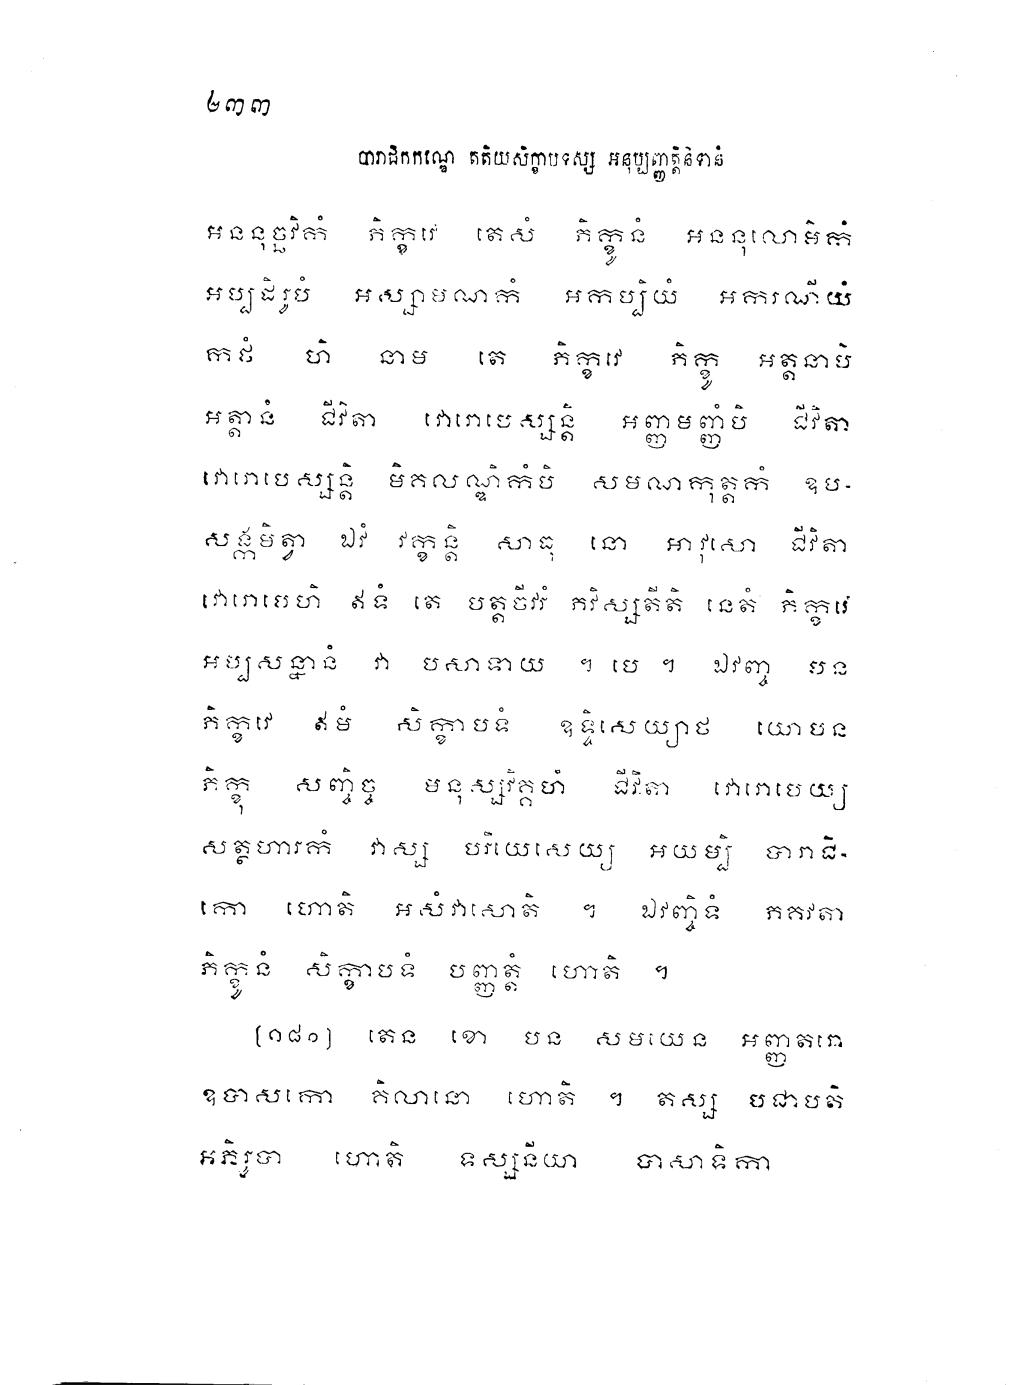 ២៣៣
បារាជិកកណ្ឌេ តតិយសិក្ខាបទស្ស អនុប្បញ្ញត្តិនិទានំ
អននុច្ឆវិកំ ភិក្ខវេ តេសំ ភិក្ខូនំ អននុលោមិកំ
អប្បដិរូបំ អស្សាមណកំ អកប្បិយំ អករណីយំ
កថំ ហិ នាម តេ ភិក្ខវេ ភិក្ខូ អត្តនាបិ
អត្តានំ ជីវិតា វោរោបេស្សន្តិ អញ្ញមញ្ញំបិ ជីវិតា
វោរោបេស្សន្តិ មិគលណ្ឌិកំបិ សមណកុត្តកំ ឧប-
សង្កមិត្វា ឯវំ វក្ខន្តិ សាធុ នោ អាវុសោ ជីវិតា
វោរោបេហិ ឥទំ តេ បត្តចីវរំ ភវិស្សតីតិ នេតំ ភិក្ខវេ
អប្បសន្នានំ វា បសាទាយ ។ បេ ។ ឯវញ្ច បន
ភិក្ខវេ ឥមំ សិក្ខាបទំ ឧទ្ទិសេយ្យាថ យោបន
ភិក្ខុ សញ្ចិច្ច មនុស្សវិគ្គហំ ជីវិតា វោរោបេយ្យ
សត្ថហារកំ វាស្ស បរិយេសេយ្យ អយម្បិ បារាជិ-
កោ ហោតិ អសំវាសោតិ ។ ឯវញ្ចិទំ ភគវតា
ភិក្ខូនំ សិក្ខាបទំ បញ្ញត្តំ ហោតិ ។
(១៨០) តេន ខោ បន សមយេន អញ្ញតរោ
ឧបាសកោ គិលានោ ហោតិ ។ តស្ស បជាបតិ
អភិរូបា ហោតិ ទស្សនីយា បាសាទិកា